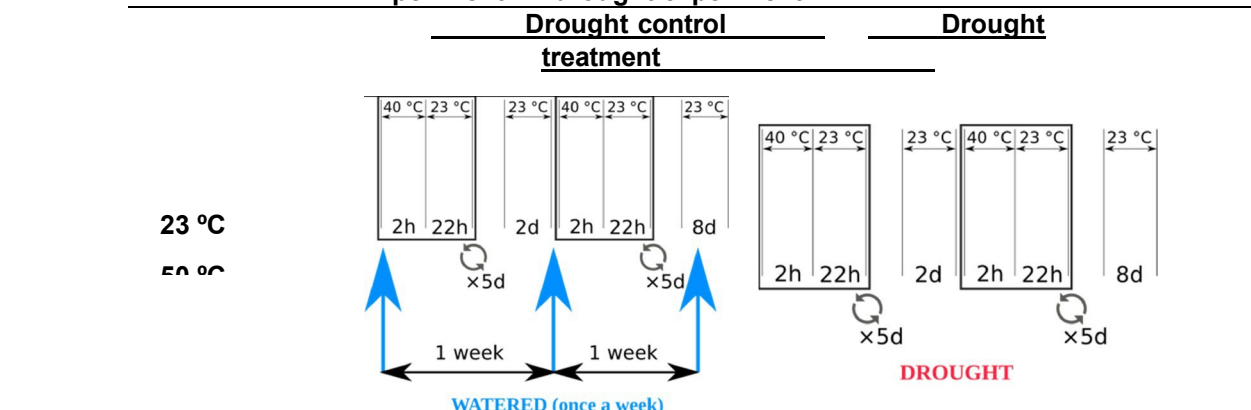 Drought control Drought
treatment
40 °C 23 °C 23 °C 40 °C 23 °C 23 °C
40 °C 23 °C 23 °C 40 °C 23 °C 23 °C
23 ºC
2h 22h 2d 2h 22h 8d
50 ºC
2h 22h 2d 2h 22h 8d
×5d ×5d
×5d ×5d
1 week 1 week
DROUGHT
WATERED (once a week)